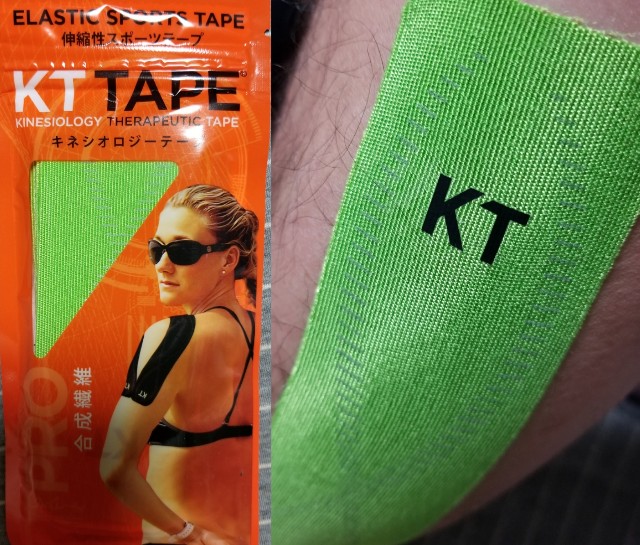 ELASTIC SPORTS TAPE
伸縮性スポーツテープ
KT TAPE
KINESIOLOGY THERAPEUTIC TAPE
キネシオロジーテー
PRO
合成繊維
KT